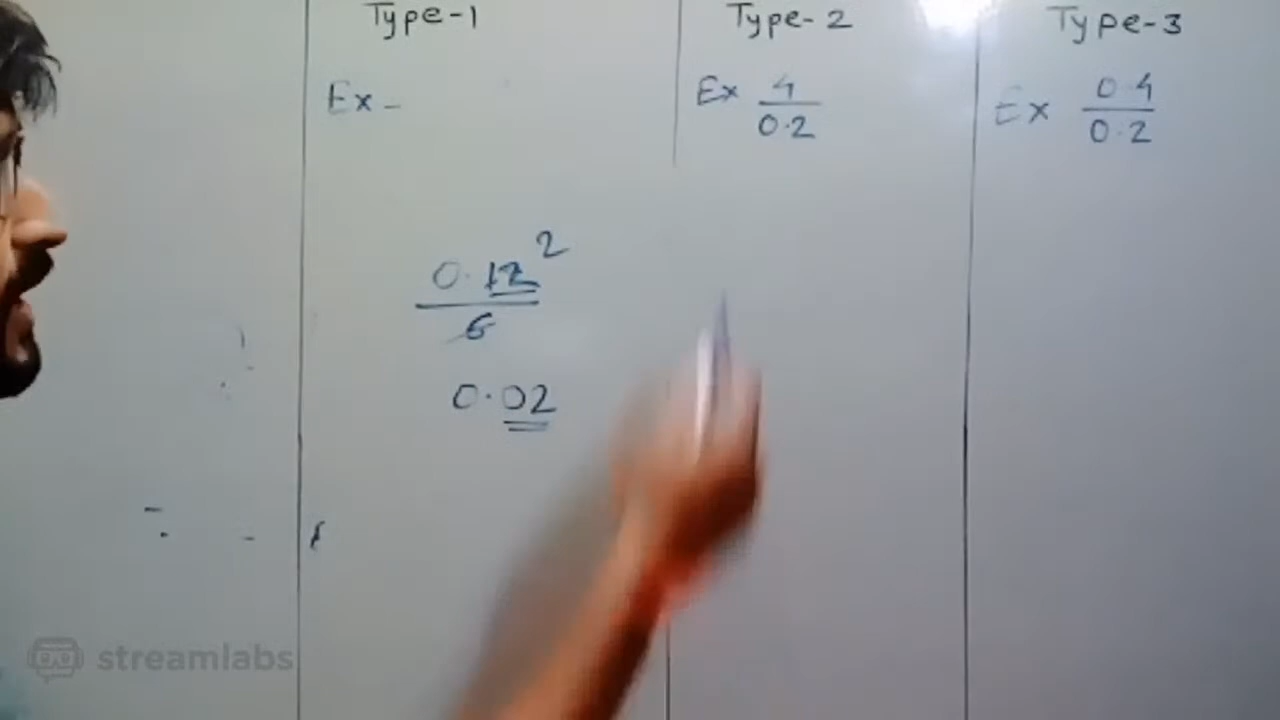 Type-1
Ex -
0.12 2
6
0.02
Type-2
Ex 4
0.2
Type-3
Ex 0.4
0.2
streamlabs